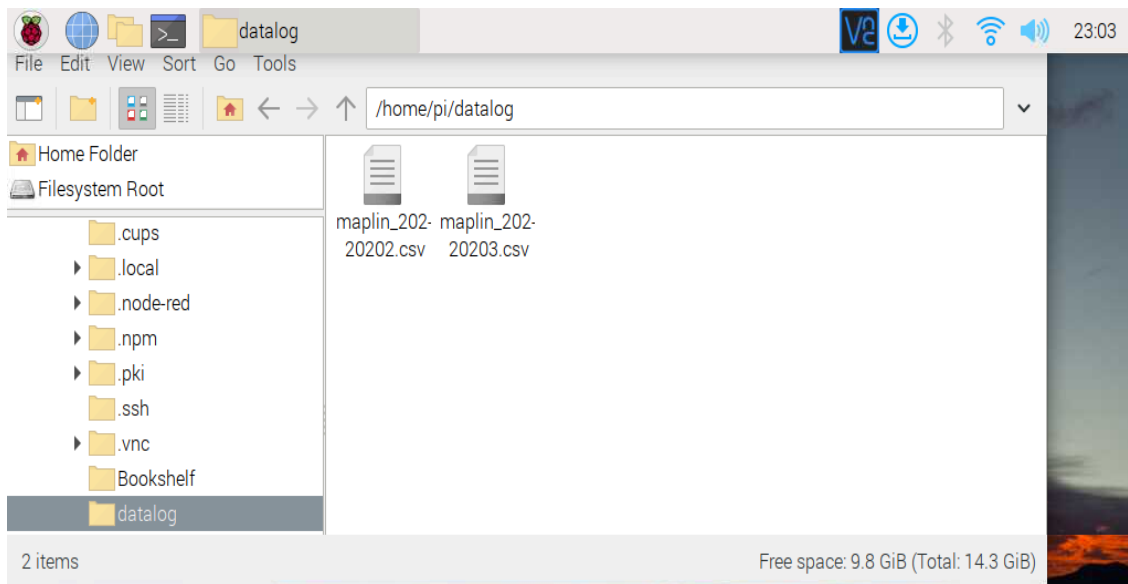 datalog
23:03
File Edit View Sort Go Tools
/home/pi/datalog
Home Folder
Filesystem Root
.cups
.local
.node-red
.npm
.pki
.ssh
.vnc
Bookshelf
datalog
maplin_202-
20202.csv
maplin_202-
20203.csv
2 items
Free space: 9.8 GiB (Total: 14.3 GiB)